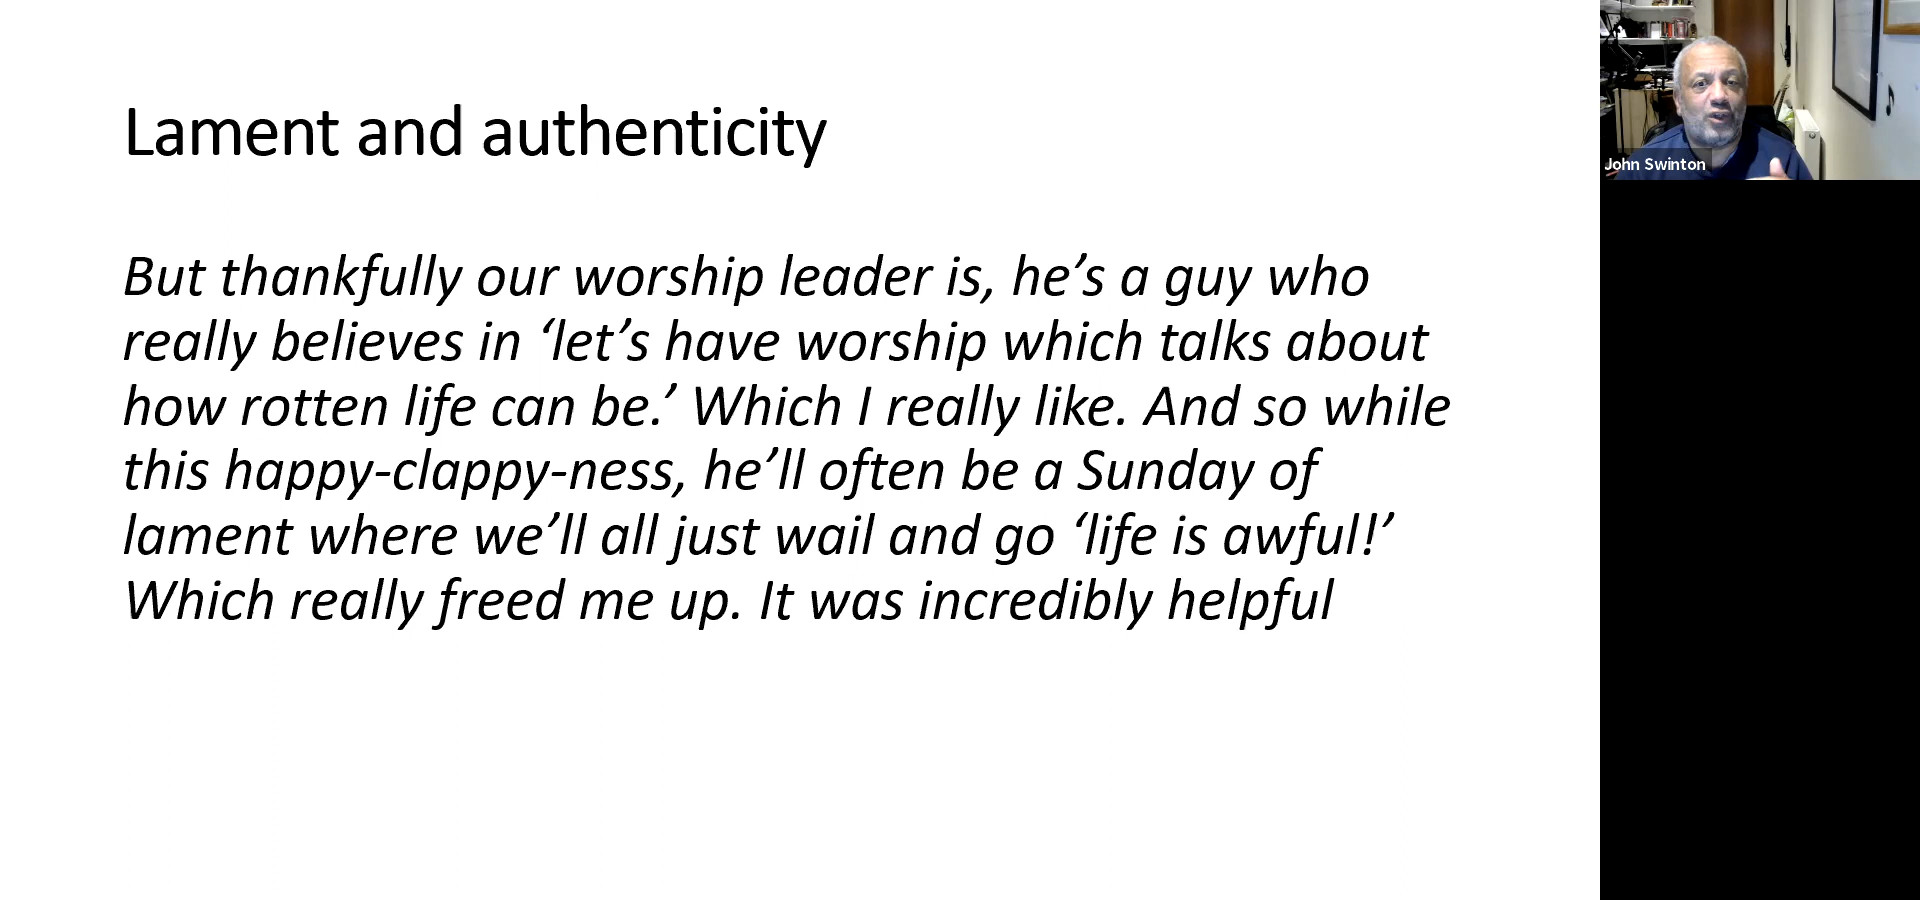 Lament and authenticity
But thankfully our worship leader is, he’s a guy who
really believes in ‘let’s have worship which talks about
how rotten life can be.’ Which I really like. And so while
this happy-clappy-ness, he’ll often be a Sunday of
lament where we’ll all just wail and go ‘life is awful!’
Which really freed me up. It was incredibly helpful
John Swinton